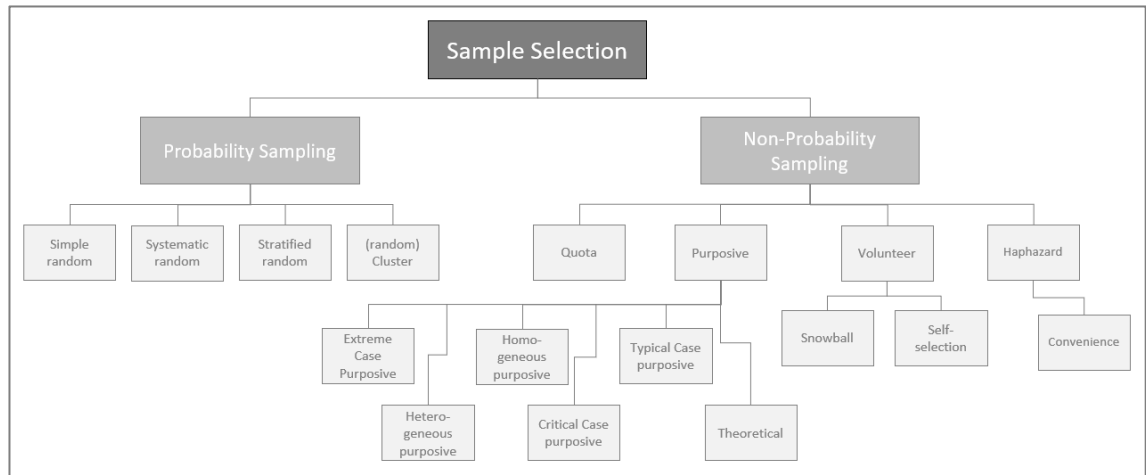 Sample Selection
Probability Sampling
Non-Probability
Sampling
Simple
random
Systematic
random
Stratified
random
(random)
Cluster
Quota
Purposive
Volunteer
Haphazard
Extreme
Case
Purposive
Homo-
geneous
purposive
Typical Case
purposive
Snowball
Self-
selection
Convenience
Hetero-
geneous
purposive
Critical Case
purposive
Theoretical